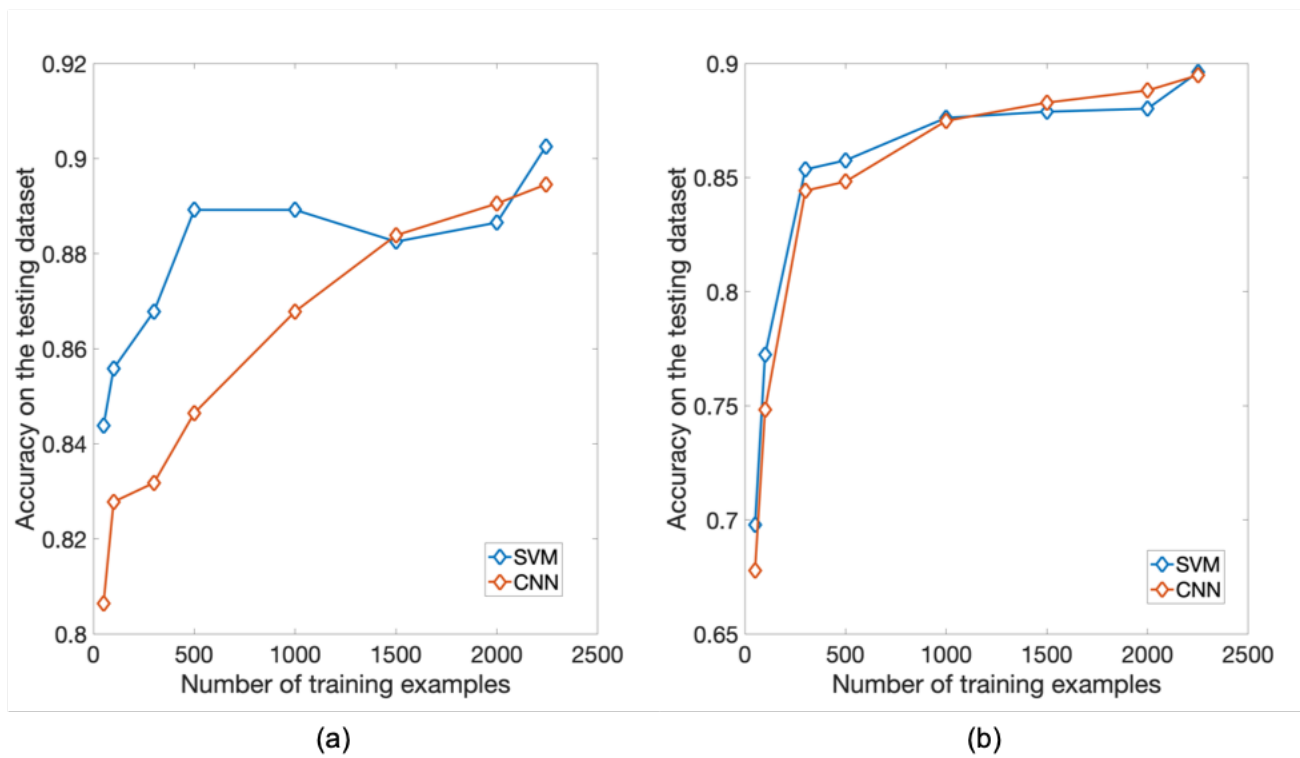 0.92
0.9
0.88
0.86
0.84
0.82
0.8
0
500
1000
1500
2000
2500
Accuracy on the testing dataset
Number of training examples
SVM
CNN
(a)
0.9
0.85
0.8
0.75
0.7
0.65
0
500
1000
1500
2000
2500
Accuracy on the testing dataset
Number of training examples
SVM
CNN
(b)